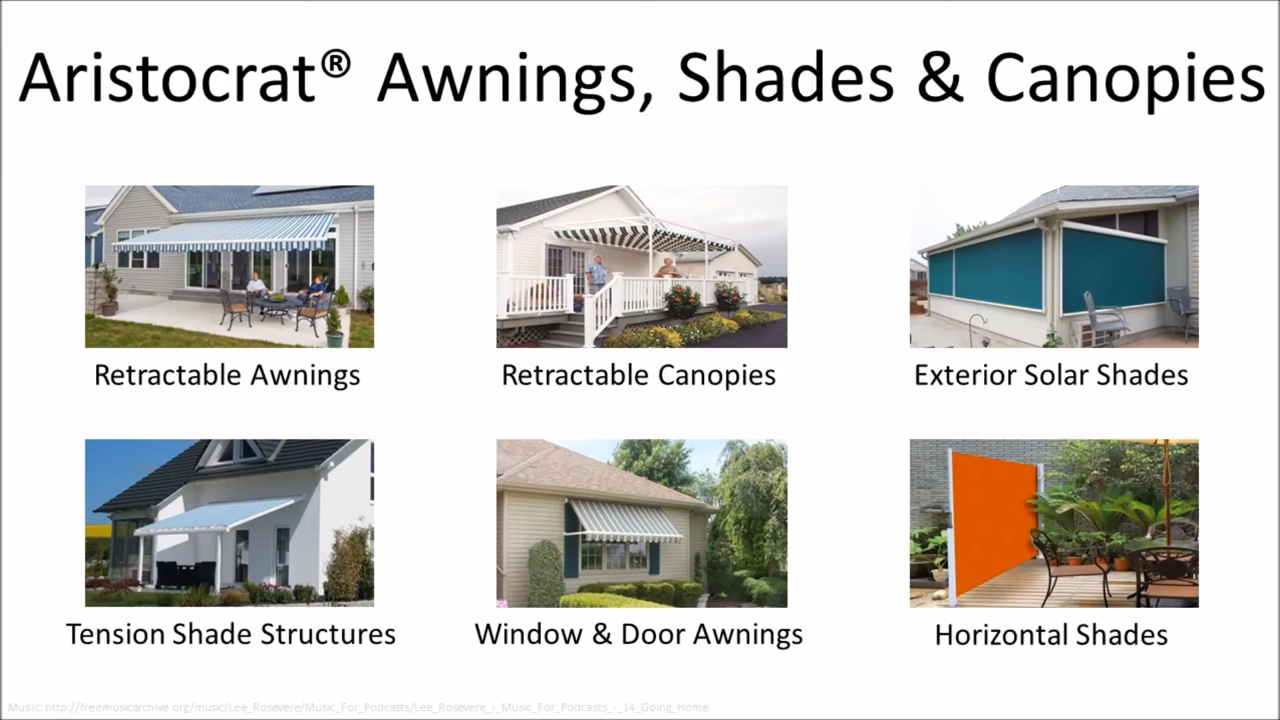 Aristocrat® Awnings, Shades & Canopies
Retractable Awnings
Retractable Canopies
Exterior Solar Shades
Tension Shade Structures
Window & Door Awnings
Horizontal Shades
Music: http://freemusicarchive.org/music/Lee_Rosevere/Music_For_Podcasts/Lee_Rosevere_-_Music_For_Podcasts_-_14_Going_Home